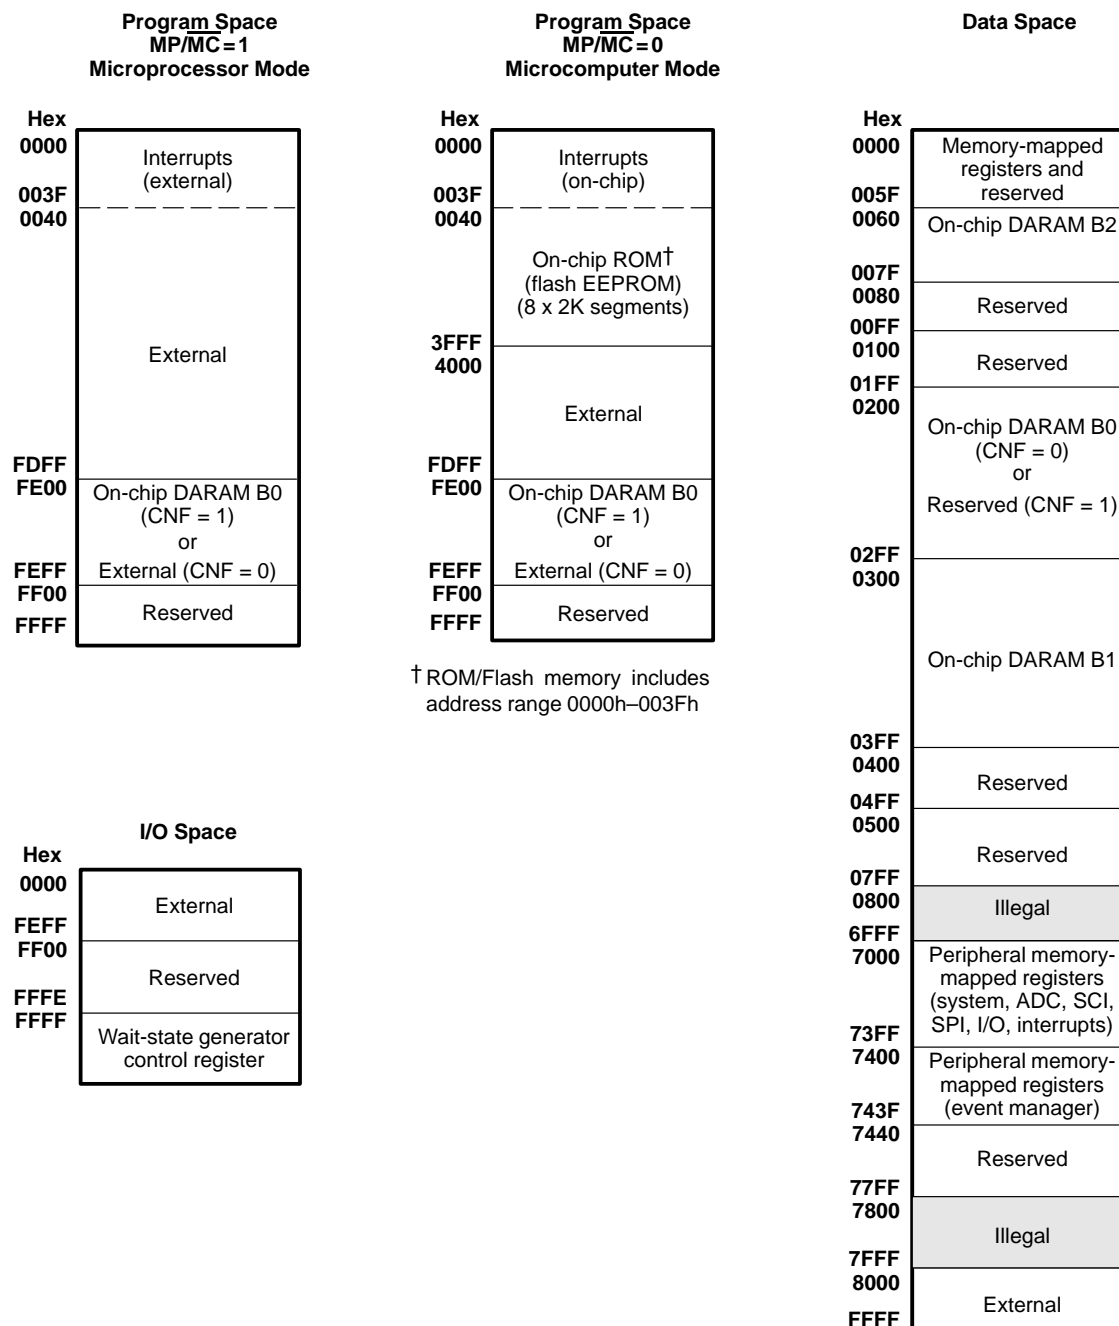 Program Space
MP/MC=1
Microprocessor Mode
Hex
0000
Interrupts
(external)
003F
0040
External
FDFF
FE00
On-chip DARAM B0
(CNF = 1)
or
External (CNF = 0)
FEFF
FF00
Reserved
FFFF
Program Space
MP/MC=0
Microcomputer Mode
Hex
0000
Interrupts
(on-chip)
003F
0040
On-chip ROM†
(flash EEPROM)
(8 x 2K segments)
3FFF
4000
External
FDFF
FE00
On-chip DARAM B0
(CNF = 1)
or
External (CNF = 0)
FEFF
FF00
Reserved
FFFF
† ROM/Flash memory includes
address range 0000h–003Fh
I/O Space
Hex
0000
External
FEFF
FF00
Reserved
FFFE
FFFF
Wait-state generator
control register
Data Space
Hex
0000
Memory-mapped
registers and
reserved
005F
0060
On-chip DARAM B2
007F
0080
Reserved
00FF
0100
Reserved
01FF
0200
On-chip DARAM B0
(CNF = 0)
or
Reserved (CNF = 1)
02FF
0300
On-chip DARAM B1
03FF
0400
Reserved
04FF
0500
Reserved
07FF
0800
Illegal
6FFF
7000
Peripheral memory-
mapped registers
(system, ADC, SCI,
SPI, I/O, interrupts)
73FF
7400
Peripheral memory-
mapped registers
(event manager)
743F
7440
Reserved
77FF
7800
Illegal
7FFF
8000
External
FFFF